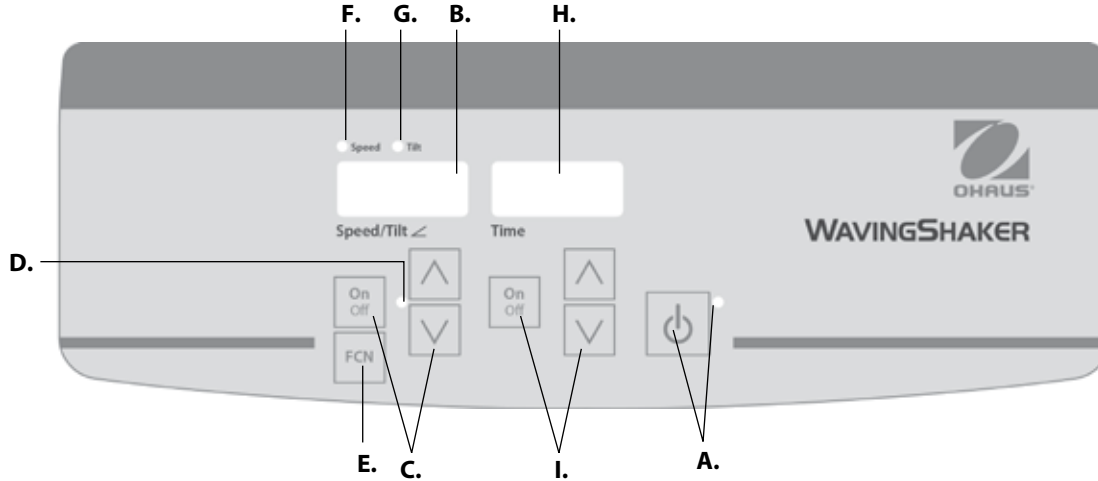 F. G. B. H.
Speed Tilt
OHAUS
Speed/Tilt Time
WAVINGSHAKER
D.
On On
Off Off
FCN
E. C. I. A.